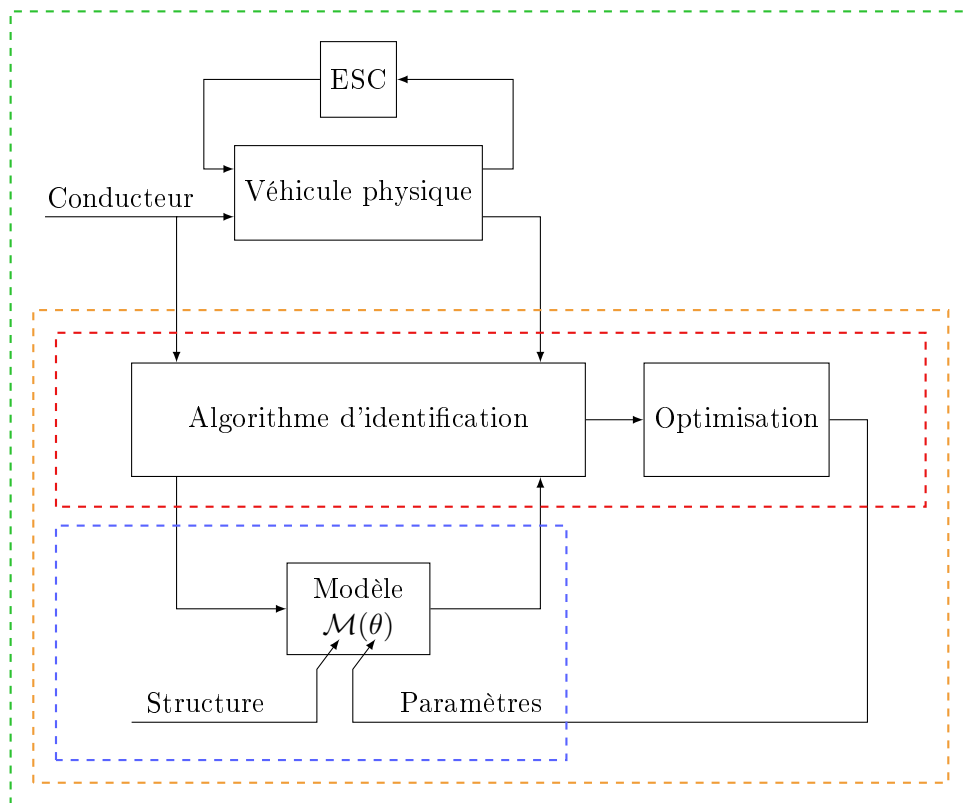 ESC
Véhicule physique
Conducteur
Algorithme d'identification
Optimisation
Modèle
ℳ(θ)
Structure
Paramètres